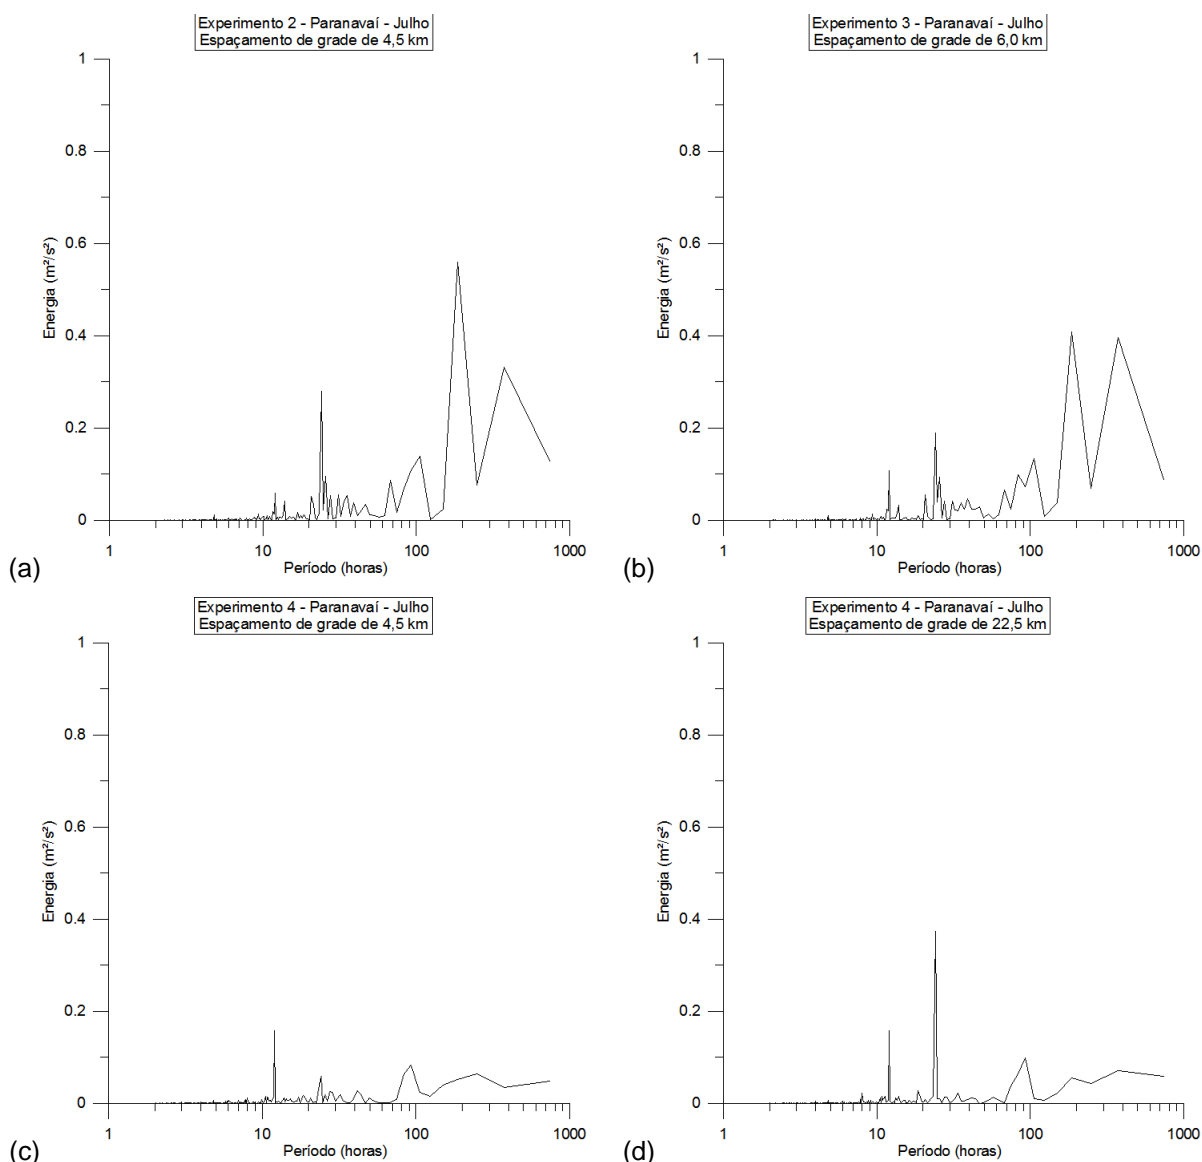 Experimento 2 - Paranavaí - Julho
Espaçamento de grade de 4,5 km
1
0.8
0.6
0.4
0.2
0
Energia (m²/s²)
1
10
100
1000
Período (horas)
(a)
Experimento 3 - Paranavaí - Julho
Espaçamento de grade de 6,0 km
1
0.8
0.6
0.4
0.2
0
Energia (m²/s²)
1
10
100
1000
Período (horas)
(b)
Experimento 4 - Paranavaí - Julho
Espaçamento de grade de 4,5 km
1
0.8
0.6
0.4
0.2
0
Energia (m²/s²)
1
10
100
1000
Período (horas)
(c)
Experimento 4 - Paranavaí - Julho
Espaçamento de grade de 22,5 km
1
0.8
0.6
0.4
0.2
0
Energia (m²/s²)
1
10
100
1000
Período (horas)
(d)